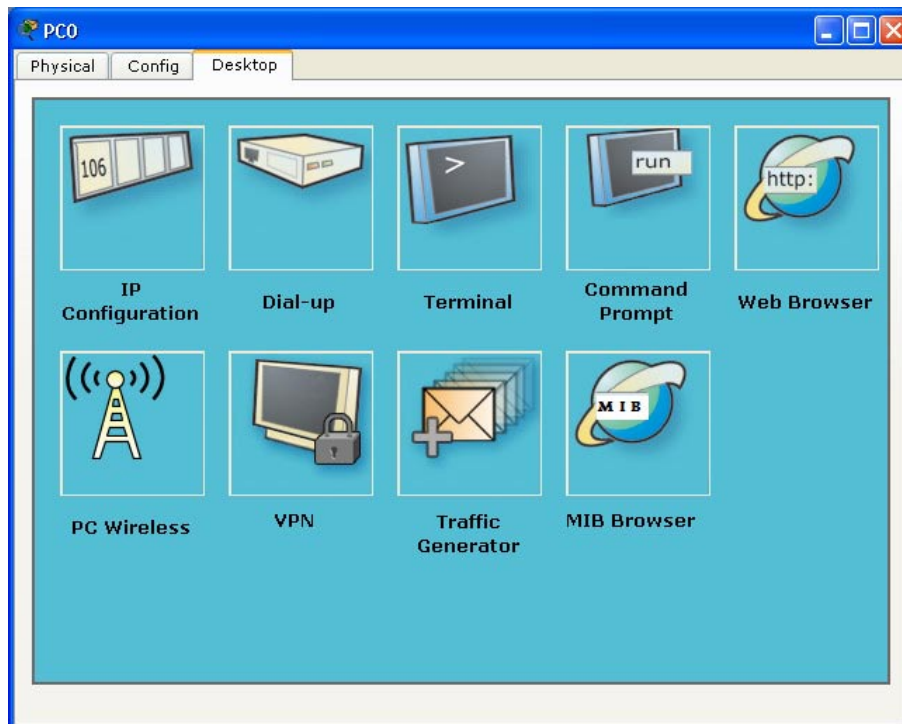 PC0
Physical Config Desktop
106
>
run
http:
IP
Configuration
Dial-up
Terminal
Command
Prompt
Web Browser
MIB
PC Wireless
VPN
Traffic
Generator
MIB Browser